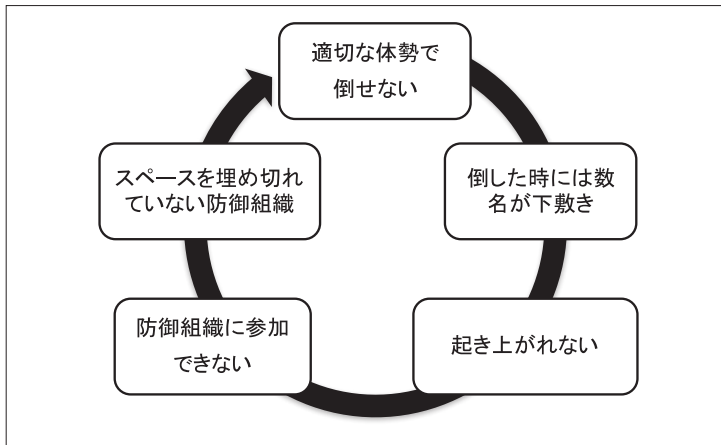 適切な体勢で
倒せない
倒した時には数
名が下敷き
起き上がれない
防御組織に参加
できない
スペースを埋め切れ
ていない防御組織